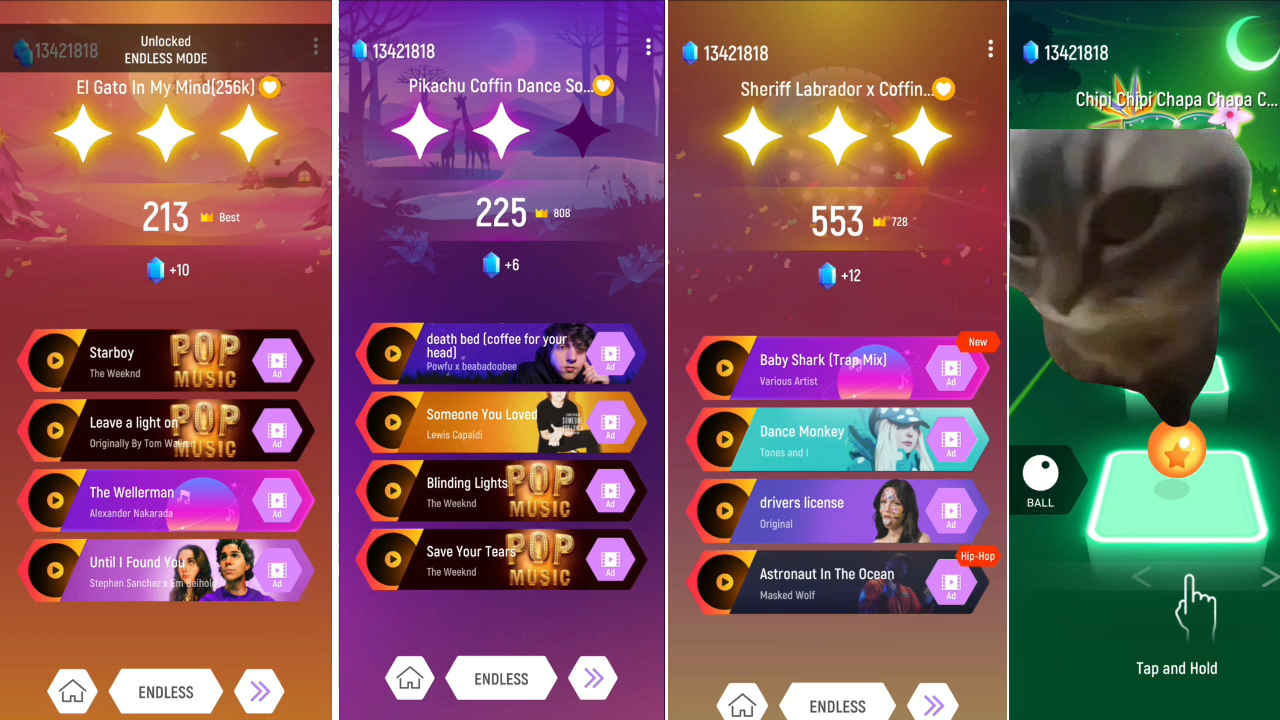 13421818
Unlocked
ENDLESS MODE
El Gato In My Mind(256k)
213
Best
+10
Starboy
The Weeknd
POP
MUSIC
Ad
Leave a light on
Originally By Tom Walker
POP
MUSIC
Ad
The Wellerman
Alexander Nakarada
Ad
Until I Found You
Stephen Sanchez x Em Beihold
Ad
ENDLESS
13421818
Pikachu Coffin Dance So...
225
808
+6
death bed (coffee for your
head)
Powfu x beabadoobee
Ad
Someone You Loved
Lewis Capaldi
SOMEONE
Ad
Blinding Lights
The Weeknd
POP
MUSIC
Ad
Save Your Tears
The Weeknd
POP
MUSIC
Ad
ENDLESS
13421818
Sheriff Labrador x Coffin...
553
728
+12
New
Baby Shark (Trap Mix)
Various Artist
Ad
Dance Monkey
Tones and I
Ad
drivers license
Original
Ad
Hip-Hop
Astronaut In The Ocean
Masked Wolf
Ad
ENDLESS
13421818
Chipi Chipi Chapa Chapa C...
BALL
Tap and Hold